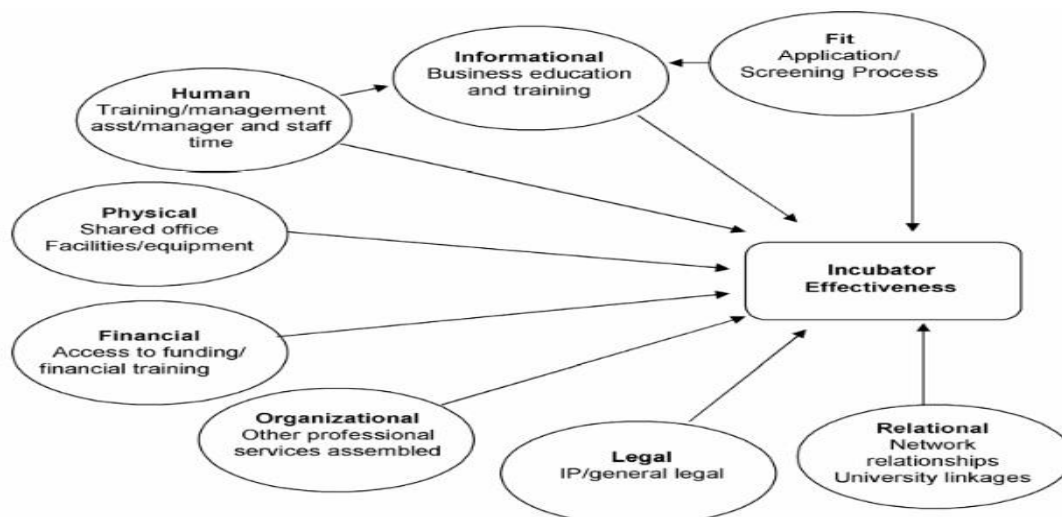 Fit
Application/
Screening Process
Informational
Business education
and training
Human
Training/management
asst/manager and staff
time
Physical
Shared office
Facilities/equipment
Incubator
Effectiveness
Financial
Access to funding/
financial training
Organizational
Other professional
services assembled
Legal
IP/general legal
Relational
Network
relationships
University linkages